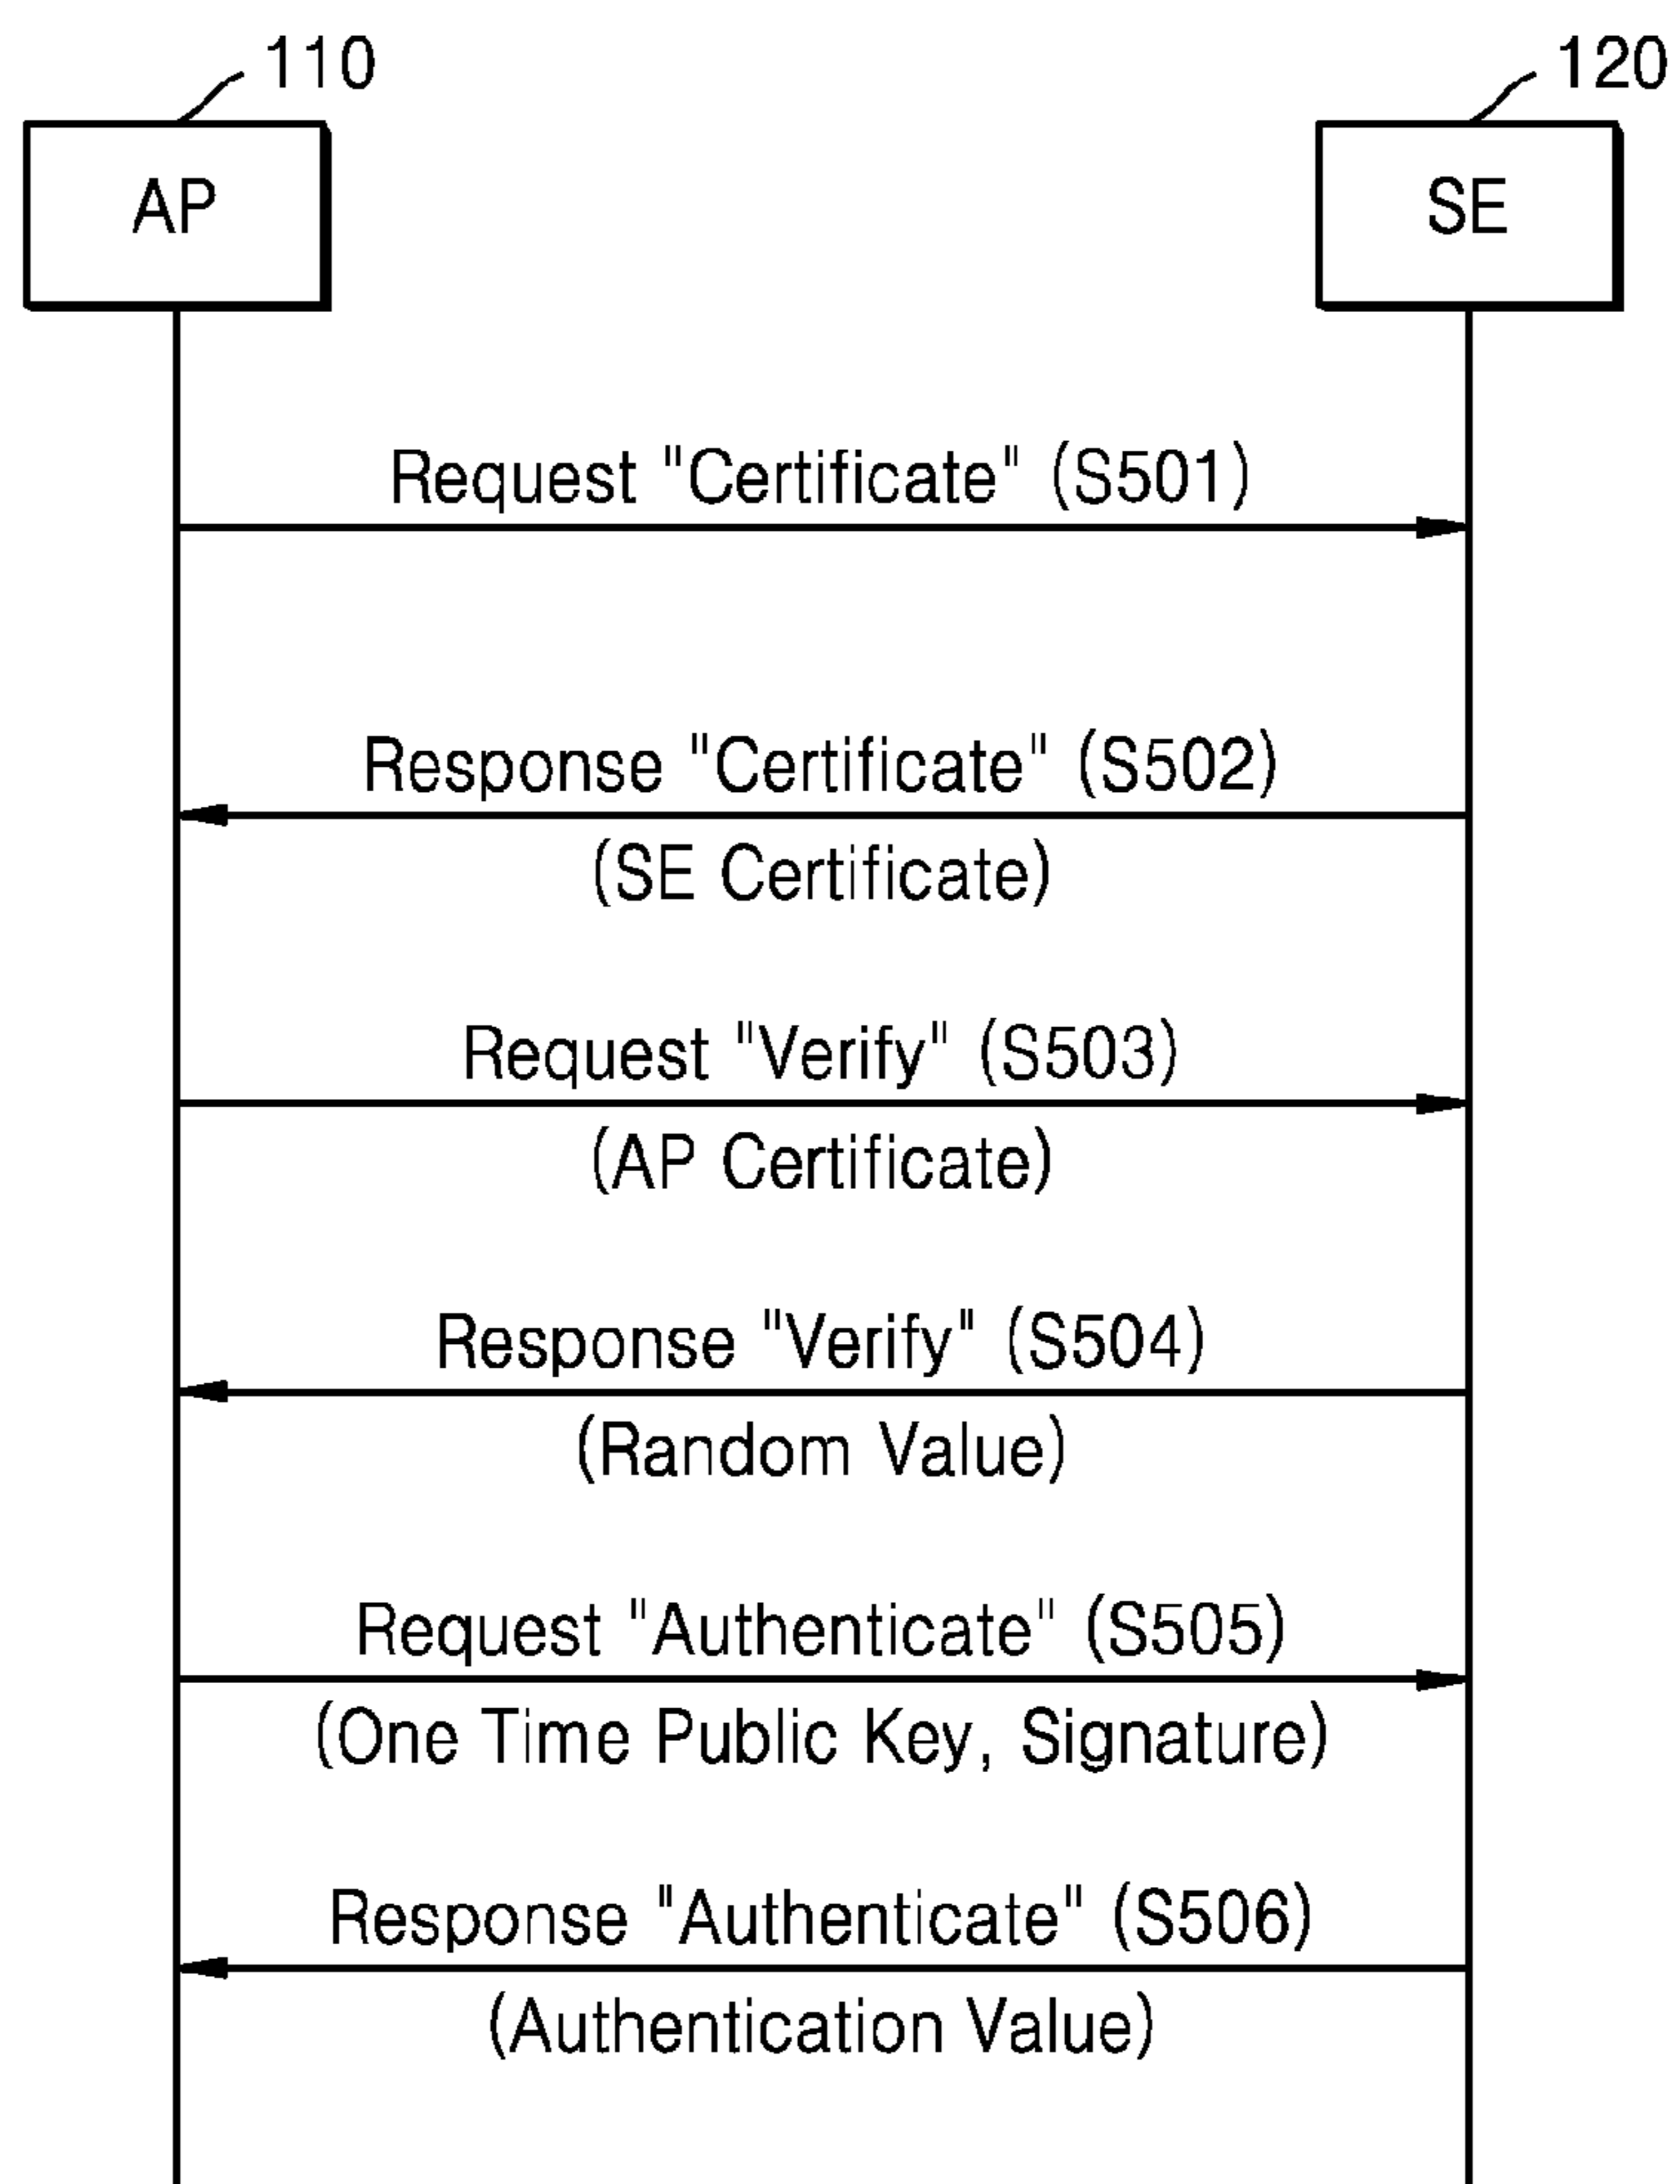 110
120
AP
SE
Request "Certificate" (S501)
Response "Certificate" (S502)
(SE Certificate)
Request "Verify" (S503)
(AP Certificate)
Response "Verify" (S504)
(Random Value)
Request "Authenticate" (S505)
(One Time Public Key, Signature)
Response "Authenticate" (S506)
(Authentication Value)